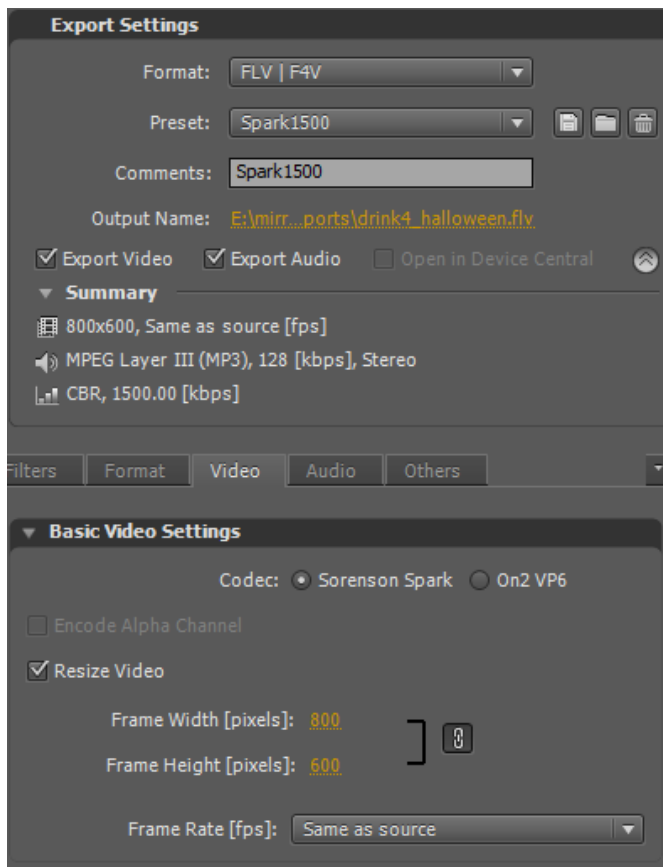 Export Settings
Format: FLV | F4V
Preset: Spark1500
Comments: Spark1500
Output Name: E:\mirr...ports\drink4_halloween.flv
Export Video Export Audio Open in Device Central
Summary
800x600, Same as source [fps]
MPEG Layer III (MP3), 128 [kbps], Stereo
CBR, 1500.00 [kbps]
Filters Format Video Audio Others
Basic Video Settings
Codec: Sorenson Spark On2 VP6
Encode Alpha Channel
Resize Video
Frame Width [pixels]: 800
Frame Height [pixels]: 600
Frame Rate [fps]: Same as source